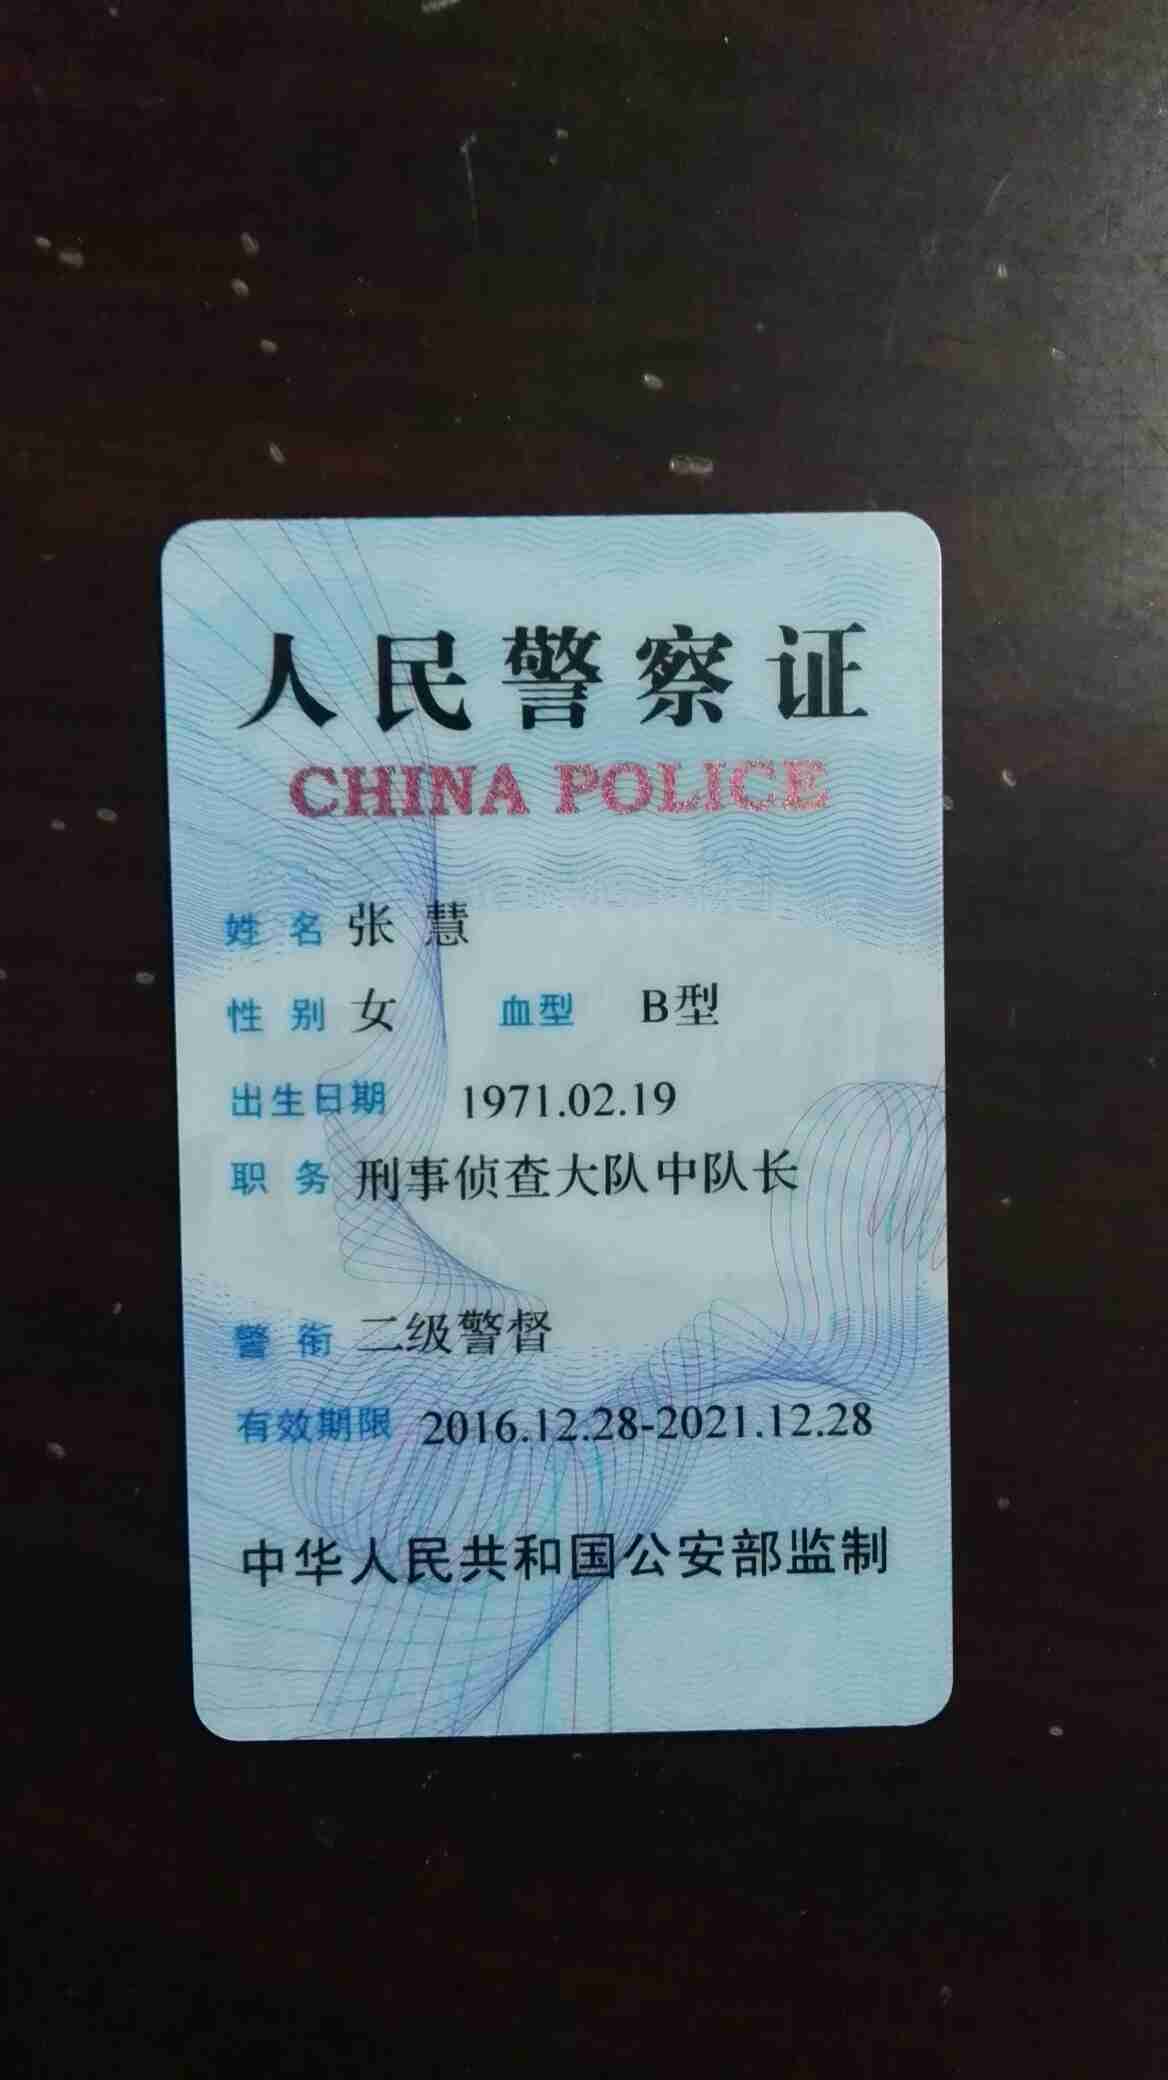 人民警察证
CHINA POLICE
姓 名 张 慧
性 别 女 血型 B型
出生日期 1971.02.19
职 务 刑事侦查大队中队长
警 衔 二级警督
有效期限 2016.12.28-2021.12.28
中华人民共和国公安部监制